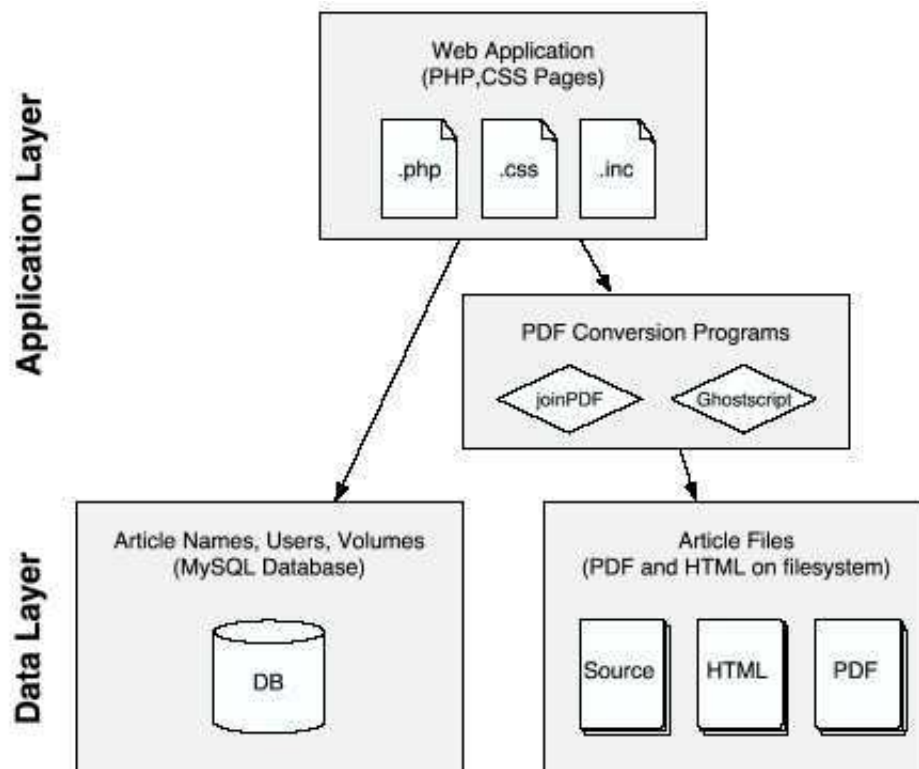 Application Layer
Web Application
(PHP,CSS Pages)
.php
.css
.inc
PDF Conversion Programs
joinPDF
Ghostscript
Data Layer
Article Names, Users, Volumes
(MySQL Database)
DB
Article Files
(PDF and HTML on filesystem)
Source
HTML
PDF